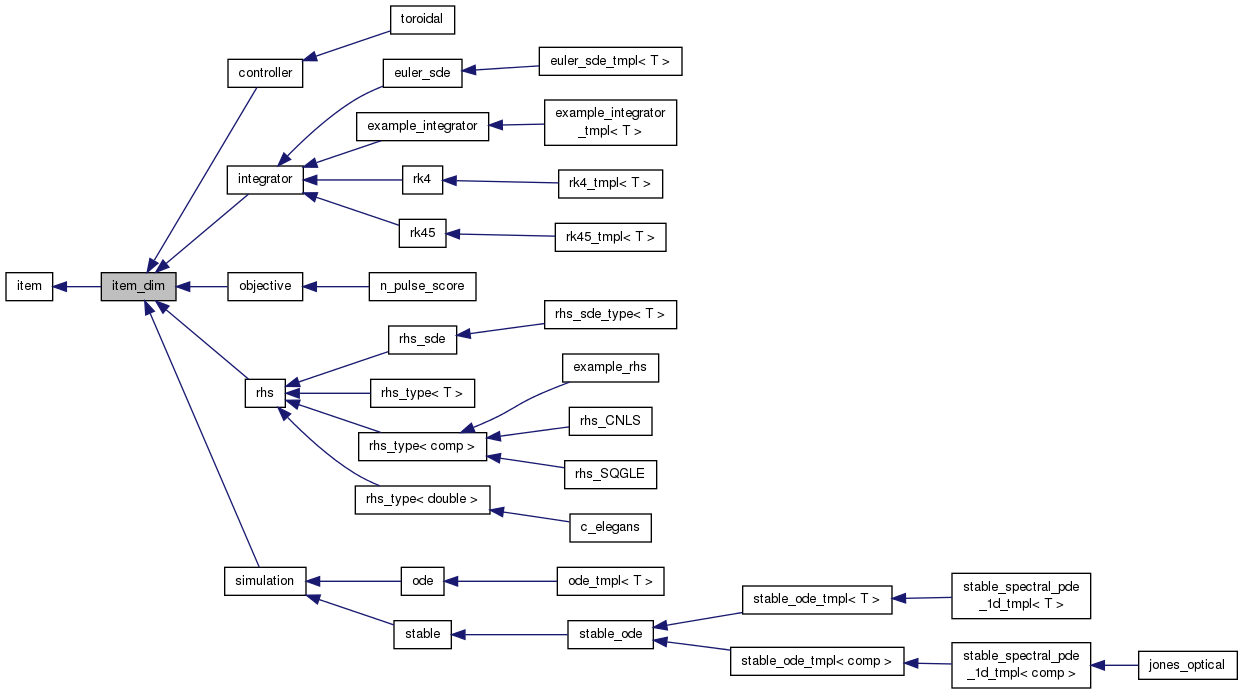 toroidal
controller
euler_sde
euler_sde_tmpl< T >
example_integrator
example_integrator
_tmpl< T >
integrator
rk4
rk4_tmpl< T >
rk45
rk45_tmpl< T >
item
item_dim
objective
n_pulse_score
rhs_sde
rhs_sde_type< T >
example_rhs
rhs
rhs_type< T >
rhs_CNLS
rhs_type< comp >
rhs_SQGLE
rhs_type< double >
c_elegans
simulation
ode
ode_tmpl< T >
stable_ode_tmpl< T >
stable_spectral_pde
_1d_tmpl< T >
stable
stable_ode
stable_ode_tmpl< comp >
stable_spectral_pde
_1d_tmpl< comp >
jones_optical